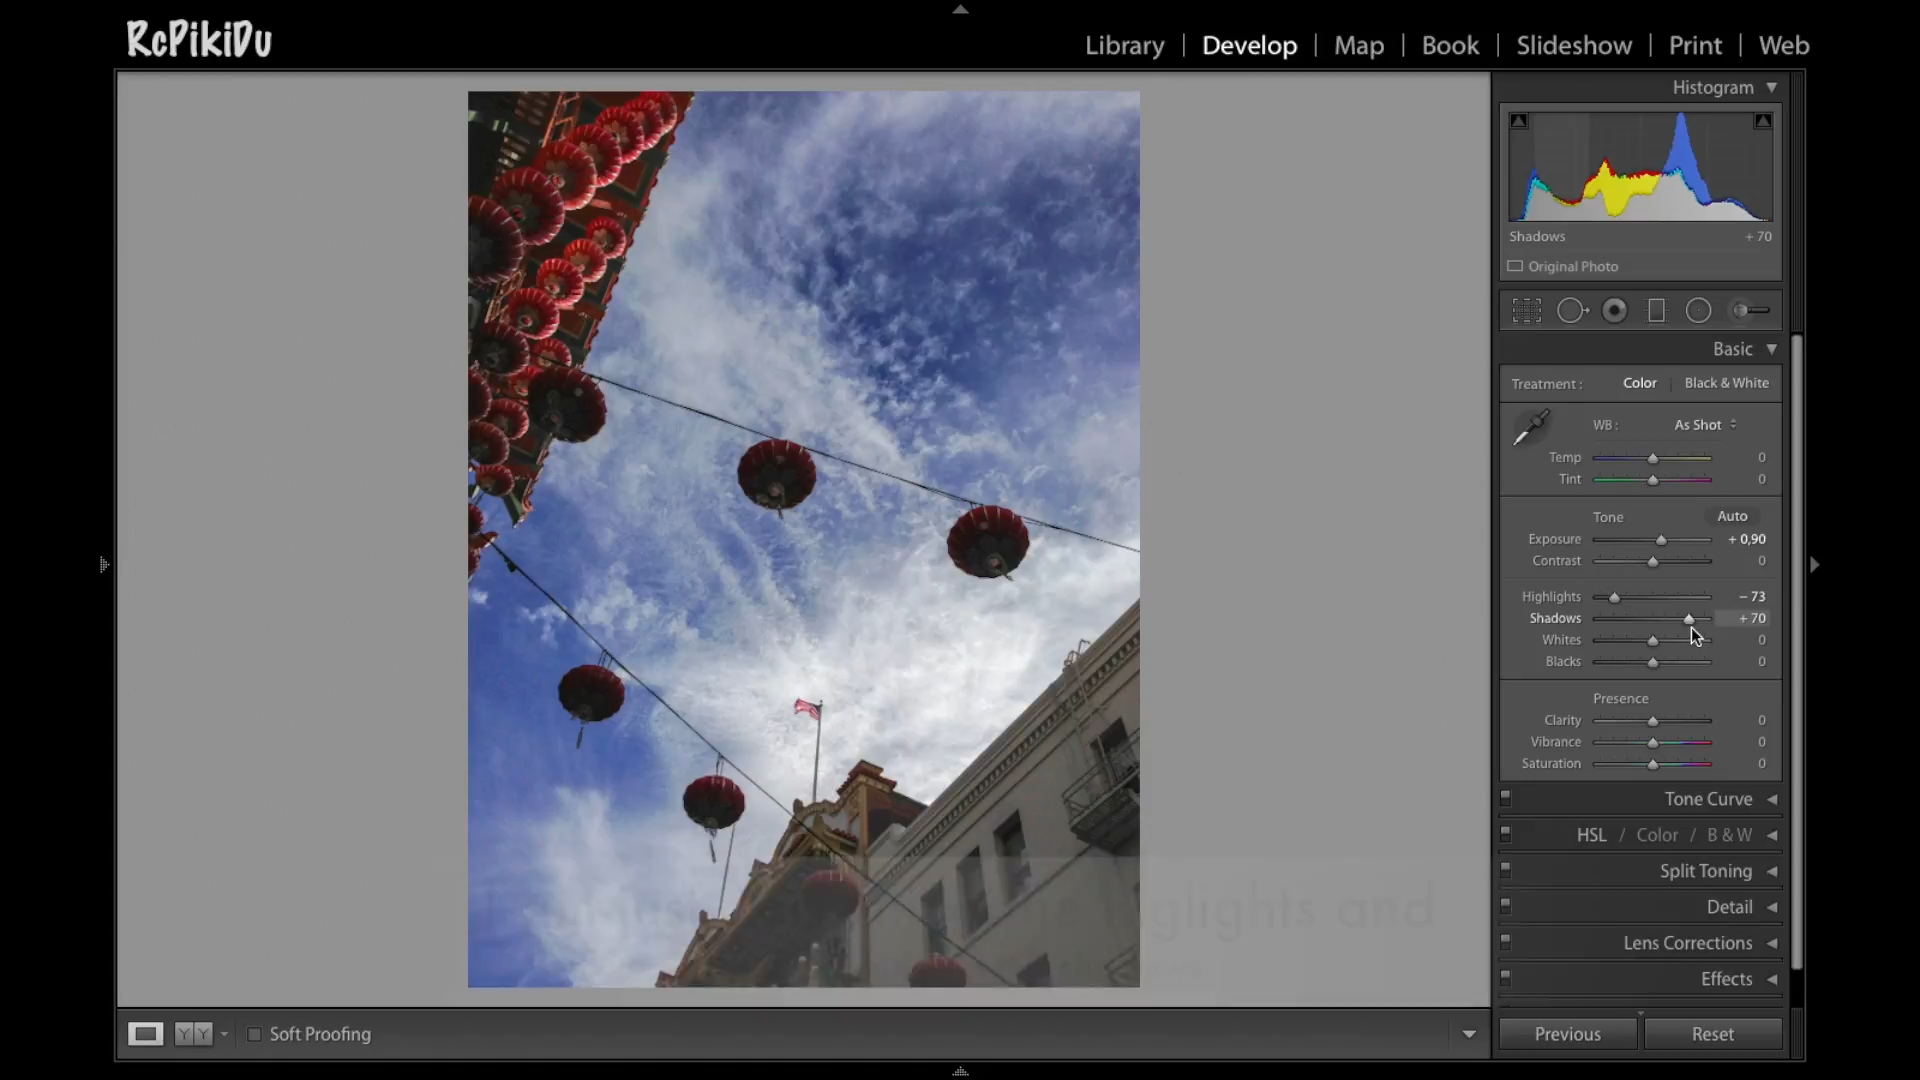 RcPikiDu
Library | Develop | Map | Book | Slideshow | Print | Web
Histogram
Shadows + 70
Original Photo
Basic
Treatment : Color Black & White
WB : As Shot
Temp 0
Tint 0
Tone Auto
Exposure + 0,90
Contrast 0
Highlights − 73
Shadows + 70
Whites 0
Blacks 0
Presence
Clarity 0
Vibrance 0
Saturation 0
Tone Curve
HSL / Color / B & W
Split Toning
Detail
Lens Corrections
Effects
Previous Reset
YY Soft Proofing
and